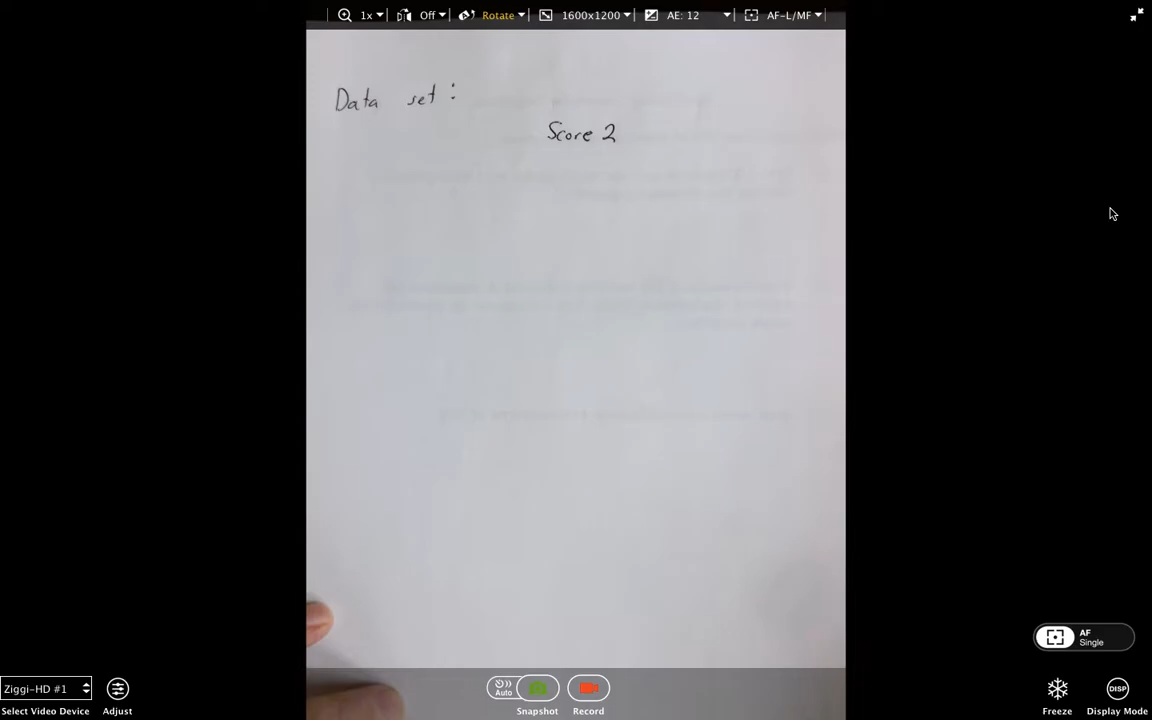 1x Off Rotate 1600x1200 AE: 12 AF-L/MF
Data set:
Score 2
AF
Single
Ziggi-HD #1
Auto
Select Video Device Adjust Snapshot Record
DISP
Freeze Display Mode